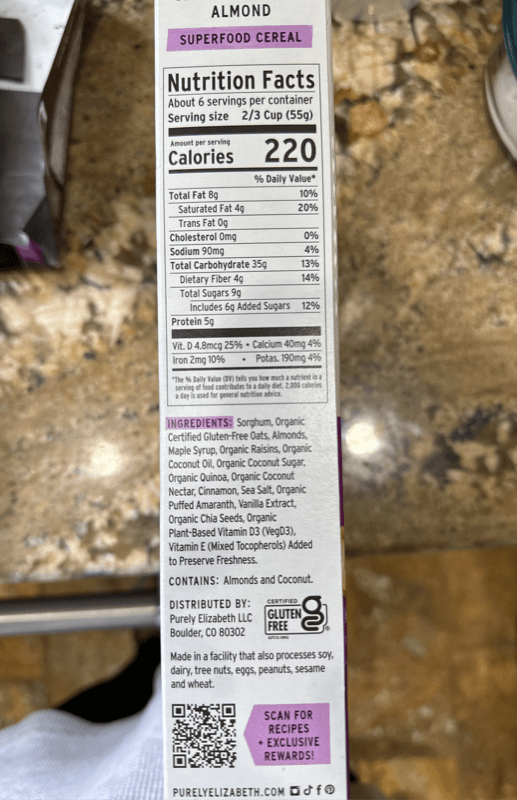 ALMOND
SUPERFOOD CEREAL
Nutrition Facts
About 6 servings per container
Serving size 2/3 Cup (55g)
Amount per serving
Calories 220
% Daily Value*
Total Fat 8g 10%
Saturated Fat 4g 20%
Trans Fat 0g
Cholesterol 0mg 0%
Sodium 90mg 4%
Total Carbohydrate 35g 13%
Dietary Fiber 4g 14%
Total Sugars 9g
Includes 6g Added Sugars 12%
Protein 5g
Vit. D 4.8mcg 25% • Calcium 40mg 4%
Iron 2mg 10% • Potas. 190mg 4%
*The % Daily Value (DV) tells you how much a nutrient in a
serving of food contributes to a daily diet. 2,000 calories
a day is used for general nutrition advice.
INGREDIENTS: Sorghum, Organic
Certified Gluten-Free Oats, Almonds,
Maple Syrup, Organic Raisins, Organic
Coconut Oil, Organic Coconut Sugar,
Organic Quinoa, Organic Coconut
Nectar, Cinnamon, Sea Salt, Organic
Puffed Amaranth, Vanilla Extract,
Organic Chia Seeds, Organic
Plant-Based Vitamin D3 (VegD3),
Vitamin E (Mixed Tocopherols) Added
to Preserve Freshness.
CONTAINS: Almonds and Coconut.
DISTRIBUTED BY:
Purely Elizabeth LLC
Boulder, CO 80302
CERTIFIED
GLUTEN
FREE
GFCO.ORG
Made in a facility that also processes soy,
dairy, tree nuts, eggs, peanuts, sesame
and wheat.
SCAN FOR
RECIPES
+ EXCLUSIVE
REWARDS!
PURELYELIZABETH.COM